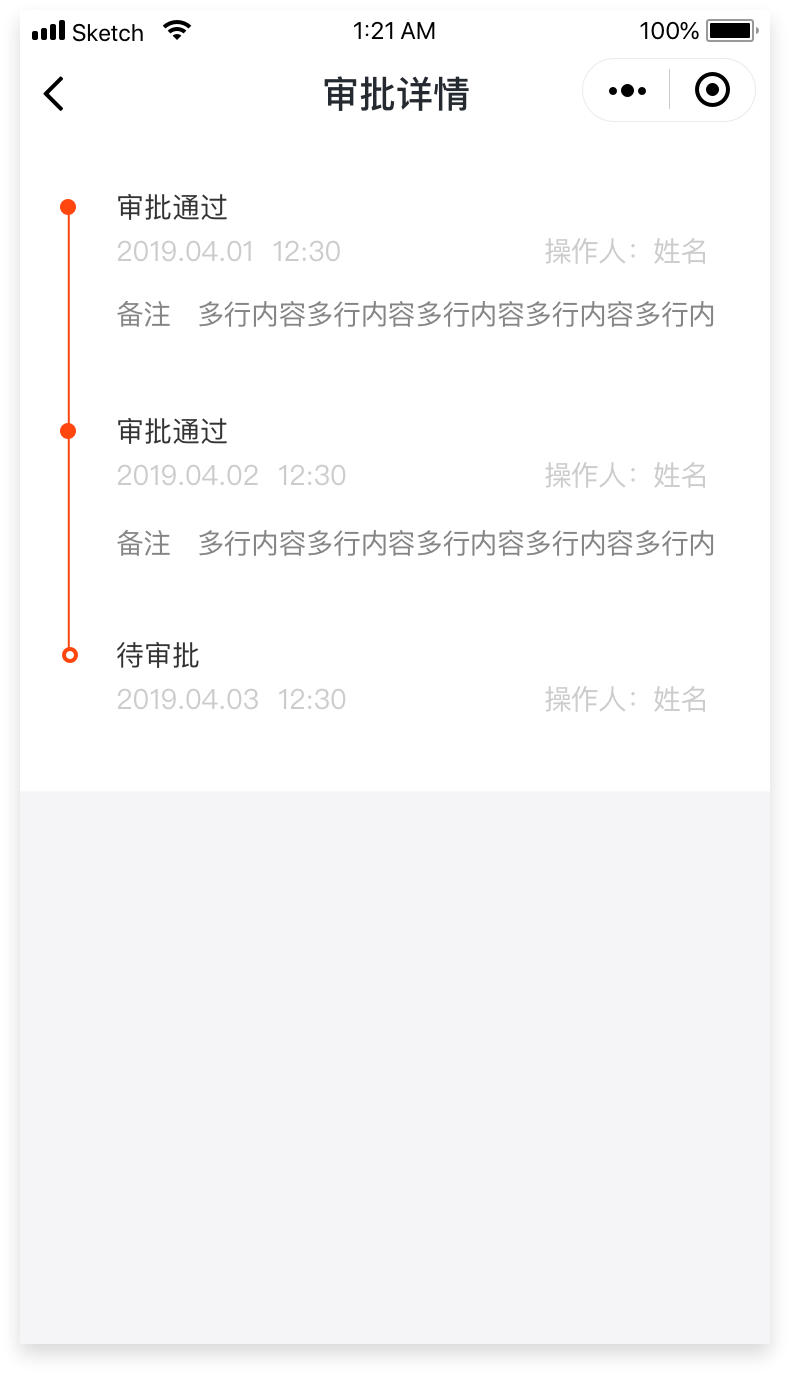 Sketch 1:21 AM 100%
审批详情
审批通过
2019.04.01 12:30 操作人：姓名
备注 多行内容多行内容多行内容多行内容多行内
审批通过
2019.04.02 12:30 操作人：姓名
备注 多行内容多行内容多行内容多行内容多行内
待审批
2019.04.03 12:30 操作人：姓名